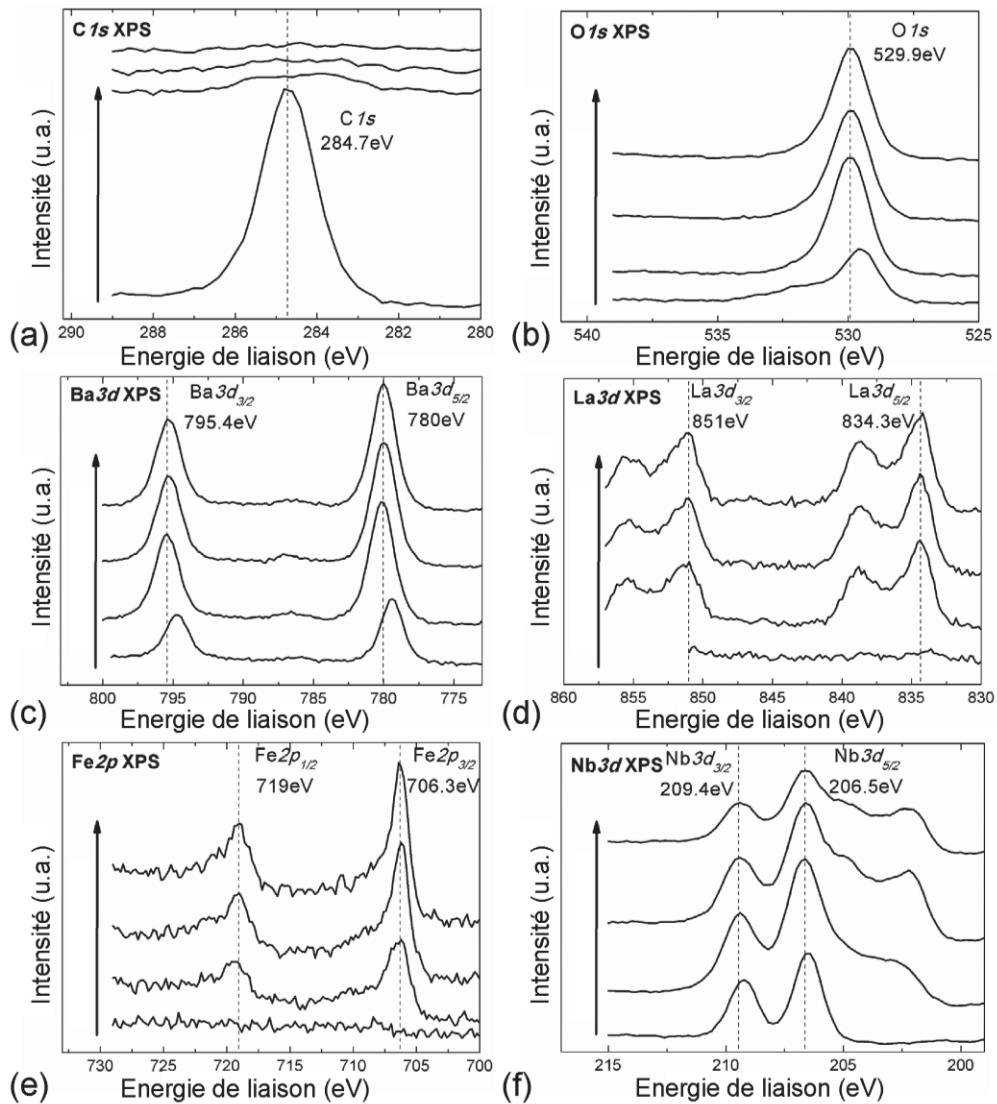 C1s XPS
C1s
284.7eV
Intensité (u.a.)
290 288 286 284 282 280
(a) Energie de liaison (eV)
O1s XPS
O1s
529.9eV
Intensité (u.a.)
540 535 530 525
(b) Energie de liaison (eV)
Ba3d XPS
Ba3d3/2
795.4eV
Ba3d5/2
780eV
Intensité (u.a.)
800 795 790 785 780 775
(c) Energie de liaison (eV)
La3d XPS
La3d3/2
851eV
La3d5/2
834.3eV
Intensité (u.a.)
860 855 850 845 840 835 830
(d) Energie de liaison (eV)
Fe2p XPS
Fe2p1/2
719eV
Fe2p3/2
706.3eV
Intensité (u.a.)
730 725 720 715 710 705 700
(e) Energie de liaison (eV)
Nb3d XPS
Nb3d3/2
209.4eV
Nb3d5/2
206.5eV
Intensité (u.a.)
215 210 205 200
(f) Energie de liaison (eV)